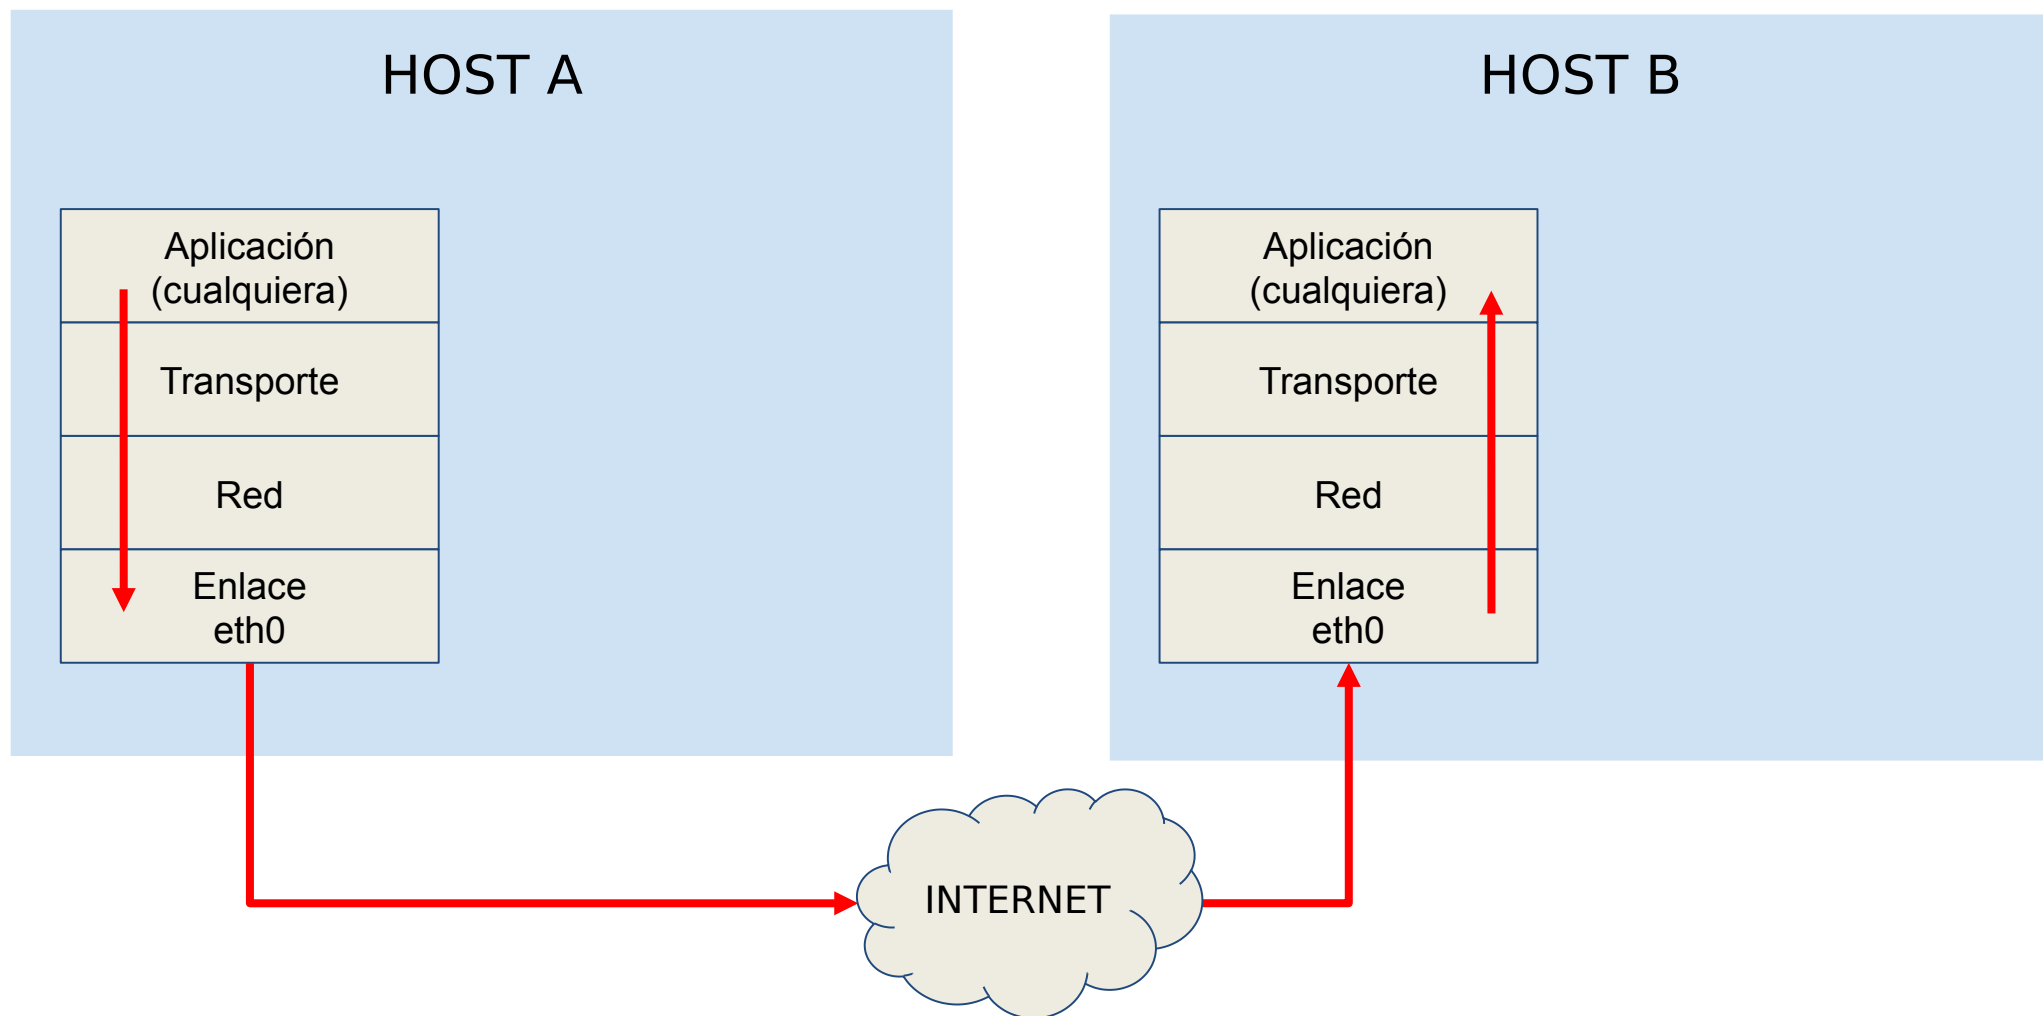 HOST A
Aplicación
(cualquiera)
Transporte
Red
Enlace
eth0
HOST B
Aplicación
(cualquiera)
Transporte
Red
Enlace
eth0
INTERNET